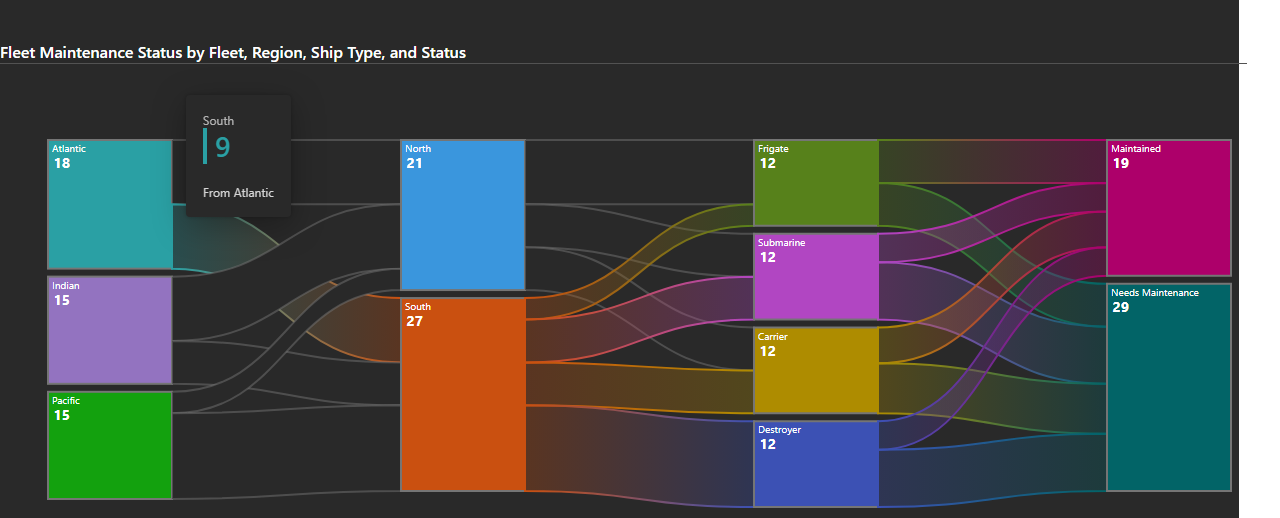 Fleet Maintenance Status by Fleet, Region, Ship Type, and Status
South
9
From Atlantic
Atlantic
18
Indian
15
Pacific
15
North
21
South
27
Frigate
12
Submarine
12
Carrier
12
Destroyer
12
Maintained
19
Needs Maintenance
29